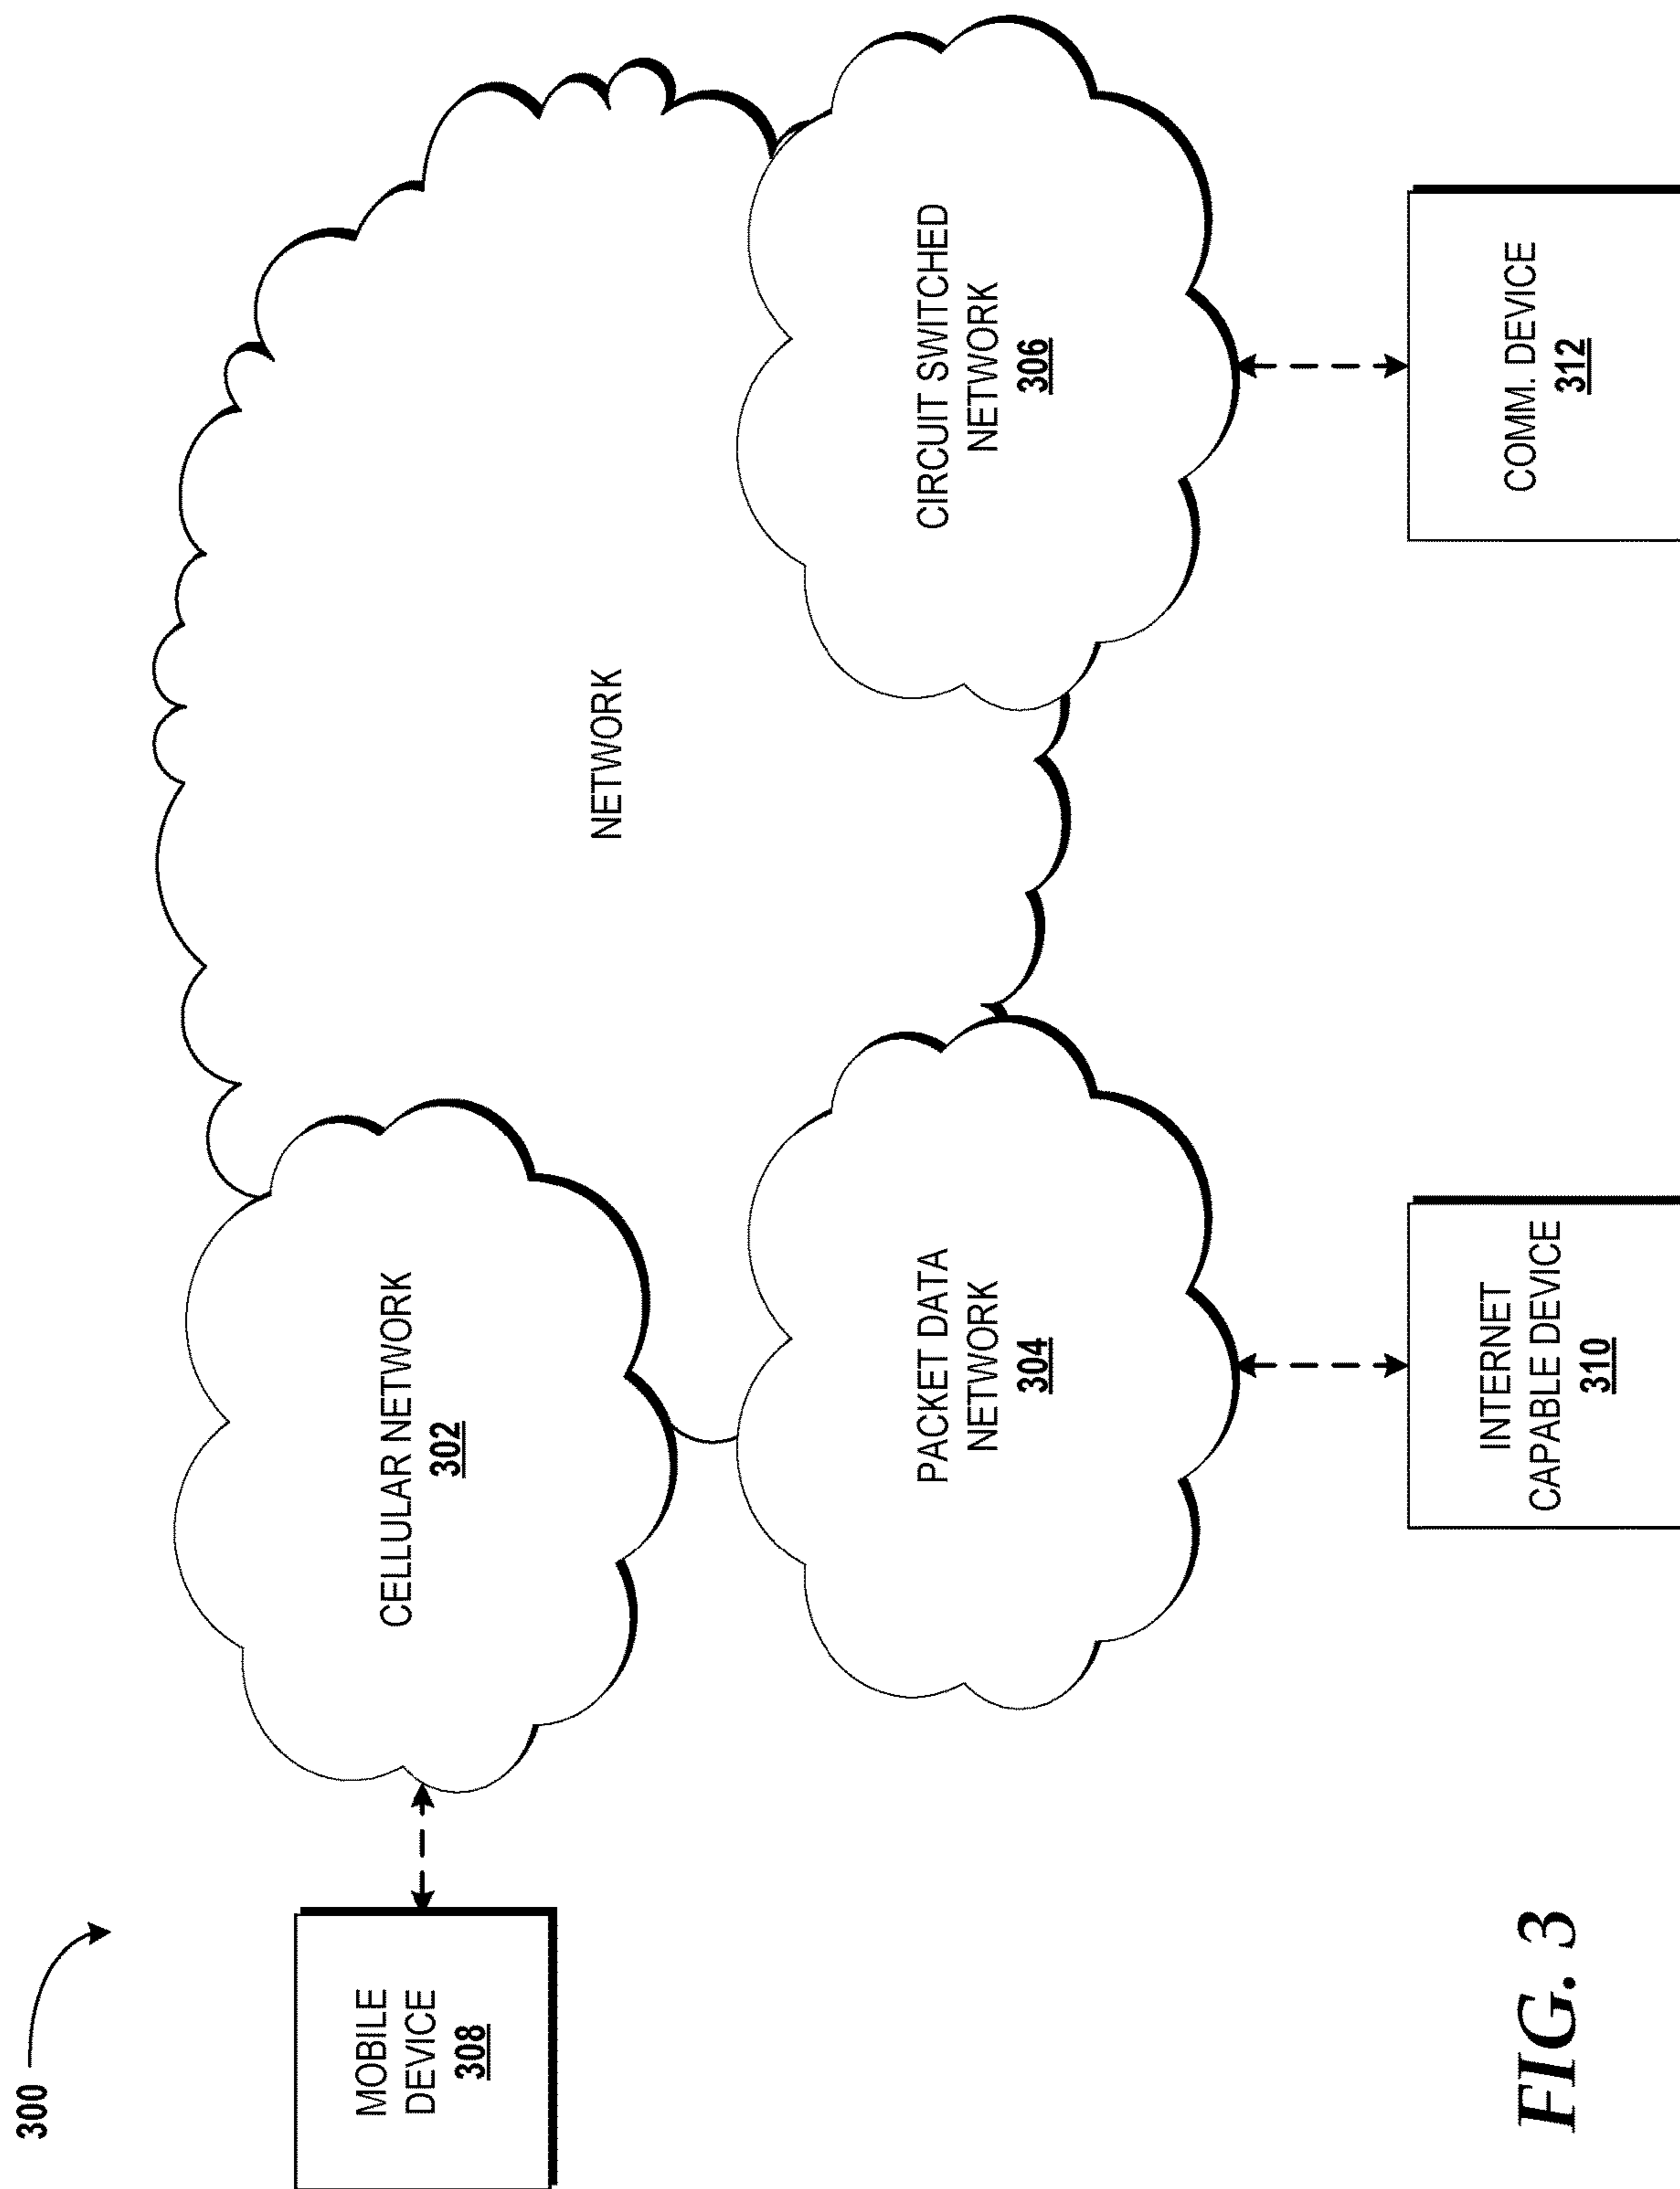 300
MOBILE
DEVICE
308
CELLULAR NETWORK
302
NETWORK
PACKET DATA
NETWORK
304
CIRCUIT SWITCHED
NETWORK
306
INTERNET
CAPABLE DEVICE
310
COMM. DEVICE
312
FIG. 3